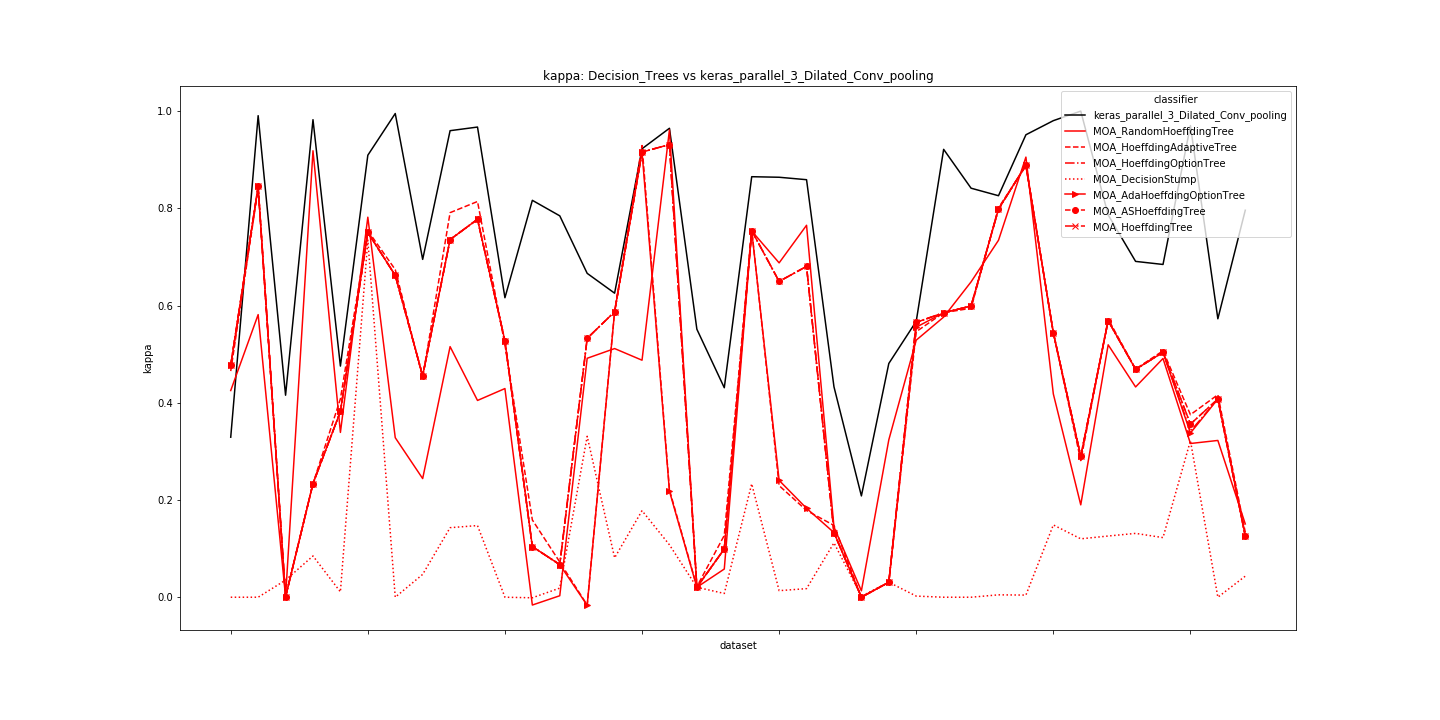 kappa: Decision_Trees vs keras_parallel_3_Dilated_Conv_pooling
classifier
keras_parallel_3_Dilated_Conv_pooling
MOA_RandomHoeffdingTree
MOA_HoeffdingAdaptiveTree
MOA_HoeffdingOptionTree
MOA_DecisionStump
MOA_AdaHoeffdingOptionTree
MOA_ASHoeffdingTree
MOA_HoeffdingTree
1.0
0.8
0.6
0.4
0.2
0.0
kappa
dataset